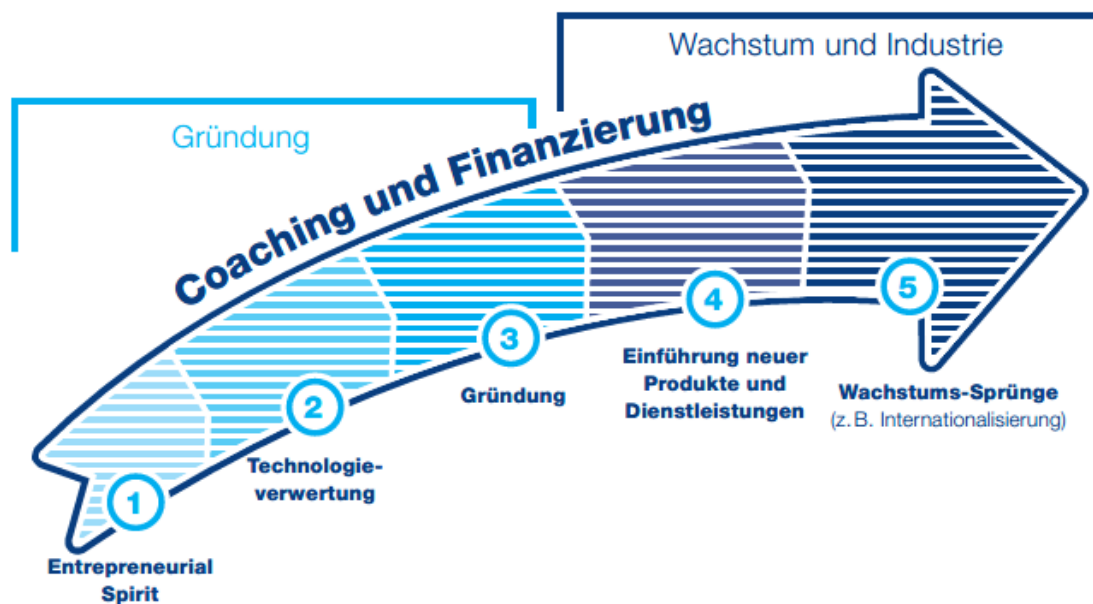 Wachstum und Industrie
Gründung
Coaching und Finanzierung
1
Entrepreneurial
Spirit
2
Technologie-
verwertung
3
Gründung
4
Einführung neuer
Produkte und
Dienstleistungen
5
Wachstums-Sprünge
(z. B. Internationalisierung)